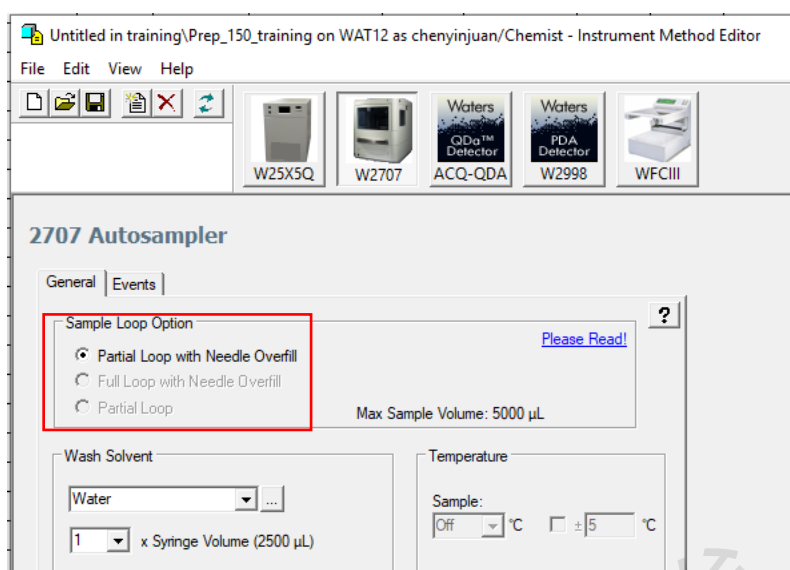 Untitled in training\Prep_150_training on WAT12 as chenyinjuan/Chemist - Instrument Method Editor
File Edit View Help
Waters
QDa™
Detector
Waters
PDA
Detector
W25X5Q W2707 ACQ-QDA W2998 WFCIII
2707 Autosampler
General Events
?
Sample Loop Option
Please Read!
Partial Loop with Needle Overfill
Full Loop with Needle Overfill
Partial Loop
Max Sample Volume: 5000 µL
Wash Solvent
Water ...
1 x Syringe Volume (2500 µL)
Temperature
Sample:
Off °C ±5 °C